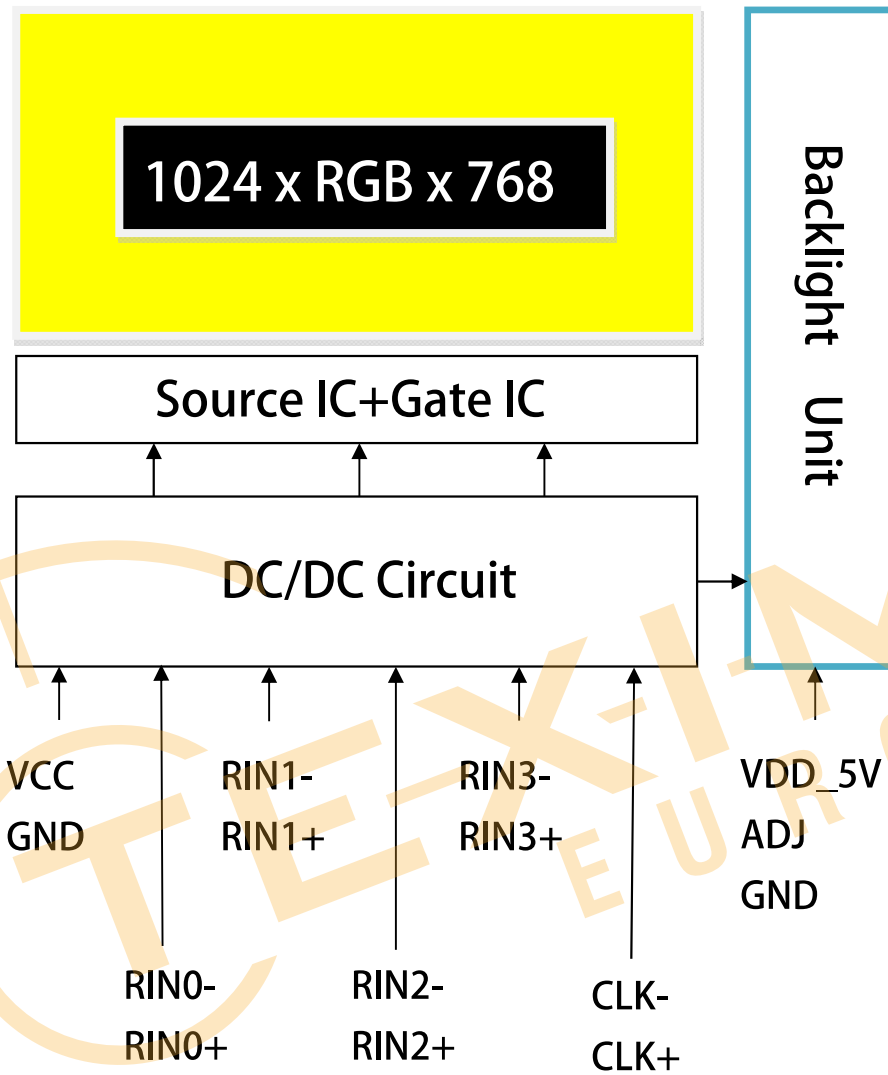 1024 x RGB x 768
Backlight Unit
Source IC+Gate IC
DC/DC Circuit
VCC
GND
RIN1-
RIN1+
RIN3-
RIN3+
VDD_5V
ADJ
GND
RIN0-
RIN0+
RIN2-
RIN2+
CLK-
CLK+